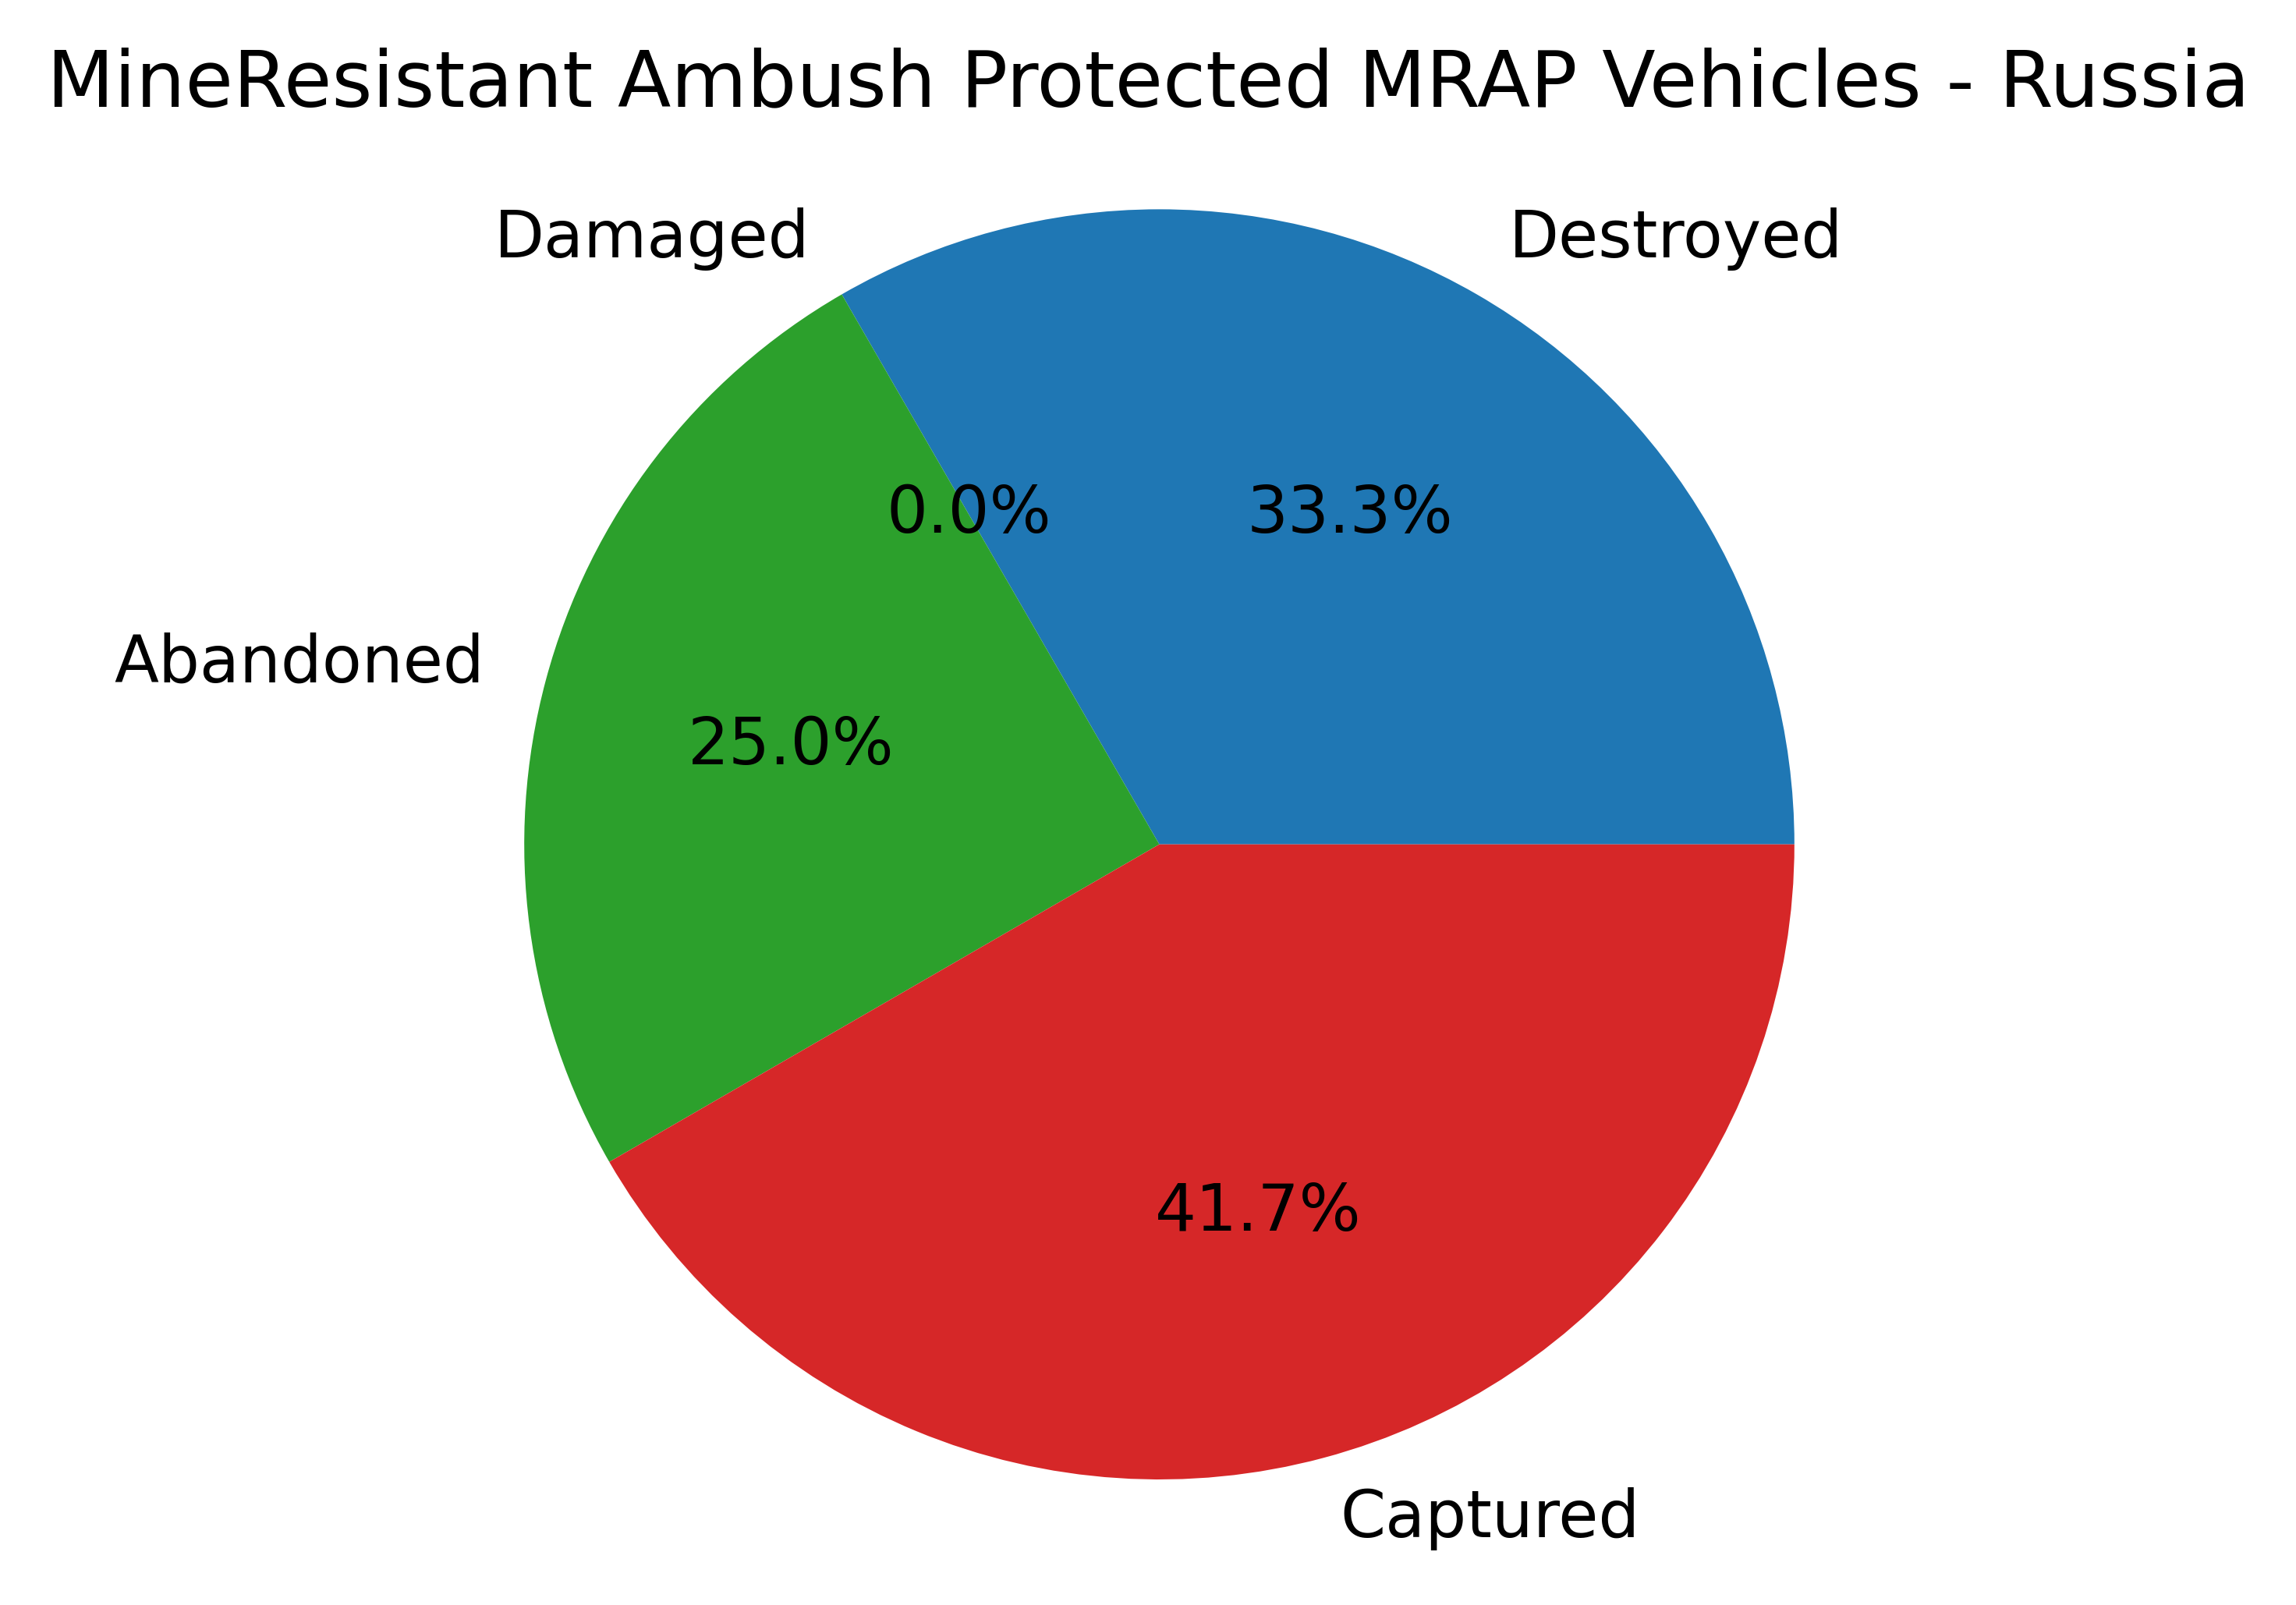 MineResistant Ambush Protected MRAP Vehicles - Russia
Damaged
Destroyed
0.0%
33.3%
Abandoned
25.0%
41.7%
Captured